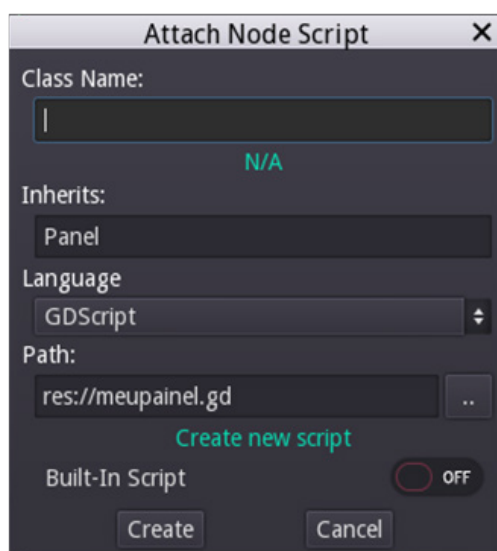 Attach Node Script
Class Name:
N/A
Inherits:
Panel
Language
GDScript
Path:
res://meupainel.gd ..
Create new script
Built-In Script OFF
Create Cancel